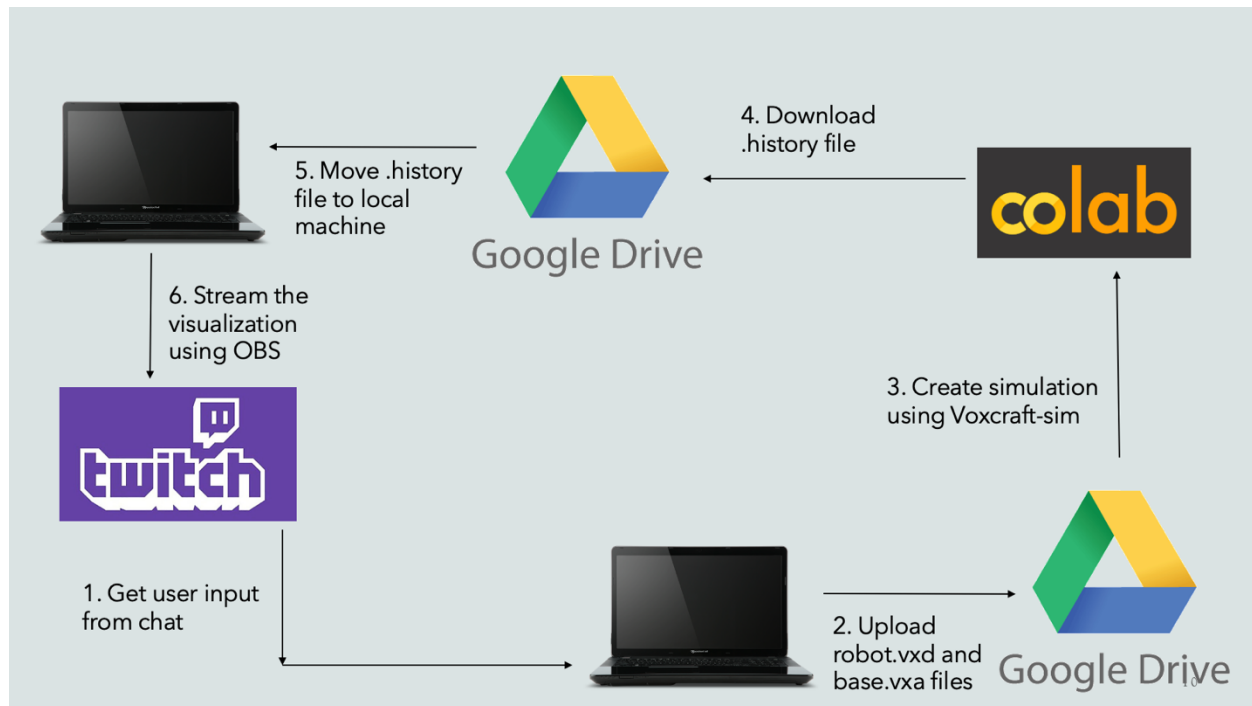 4. Download
.history file
5. Move .history
file to local
machine
colab
Google Drive
6. Stream the
visualization
using OBS
3. Create simulation
using Voxcraft-sim
twitch
1. Get user input
from chat
2. Upload
robot.vxd and
base.vxa files
Google Drive
10